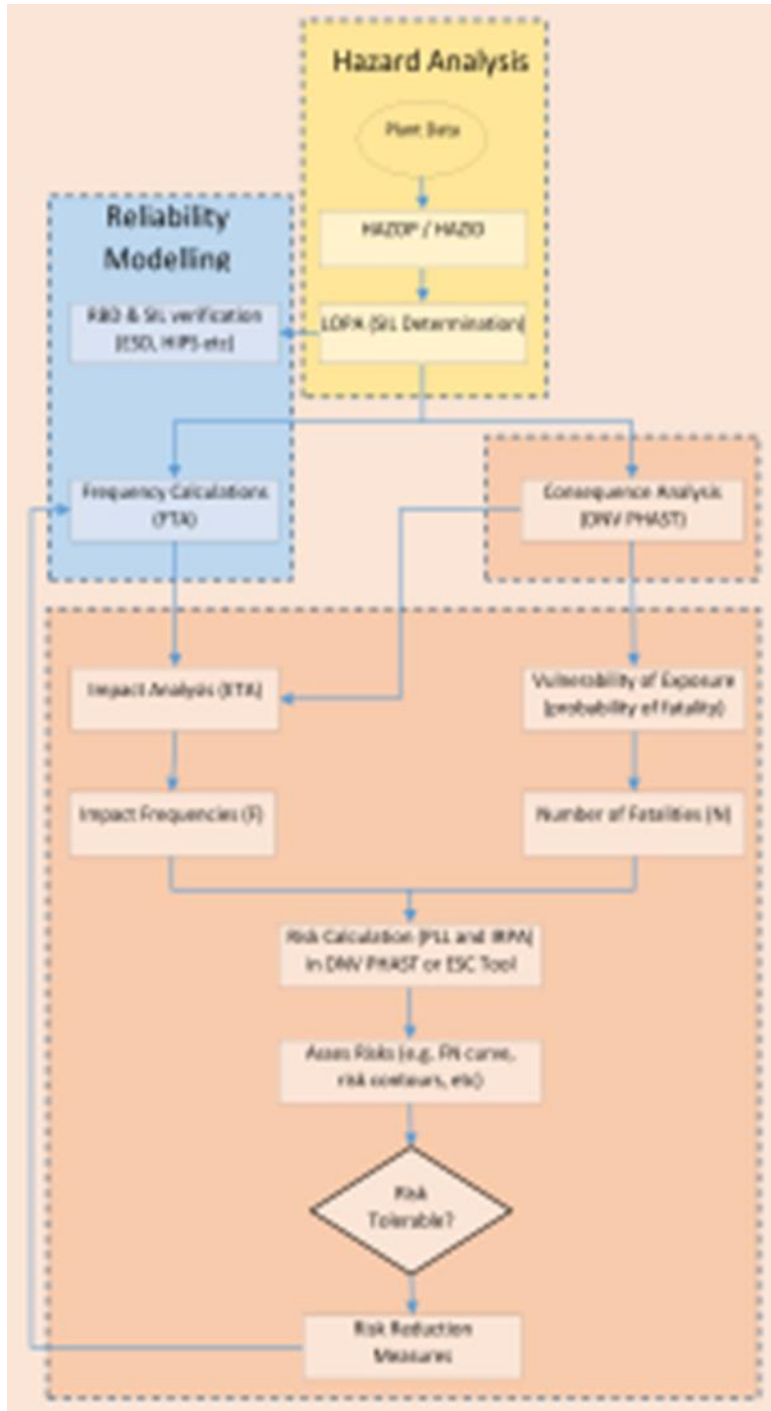 Hazard Analysis
Plant Data
HAZOP / HAZID
LOPA (SIL Determination)
Reliability
Modelling
RBD & SIL verification
(ESD, HIPS etc)
Frequency Calculations
(FTA)
Consequence Analysis
(DNV PHAST)
Impact Analysis (ETA)
Vulnerability of Exposure
(probability of fatality)
Impact Frequencies (F)
Number of Fatalities (N)
Risk Calculation (PLL and IRPA)
in DNV PHAST or ESC Tool
Asses Risks (e.g. FN curve,
risk contours, etc)
Risk
Tolerable?
Risk Reduction
Measures